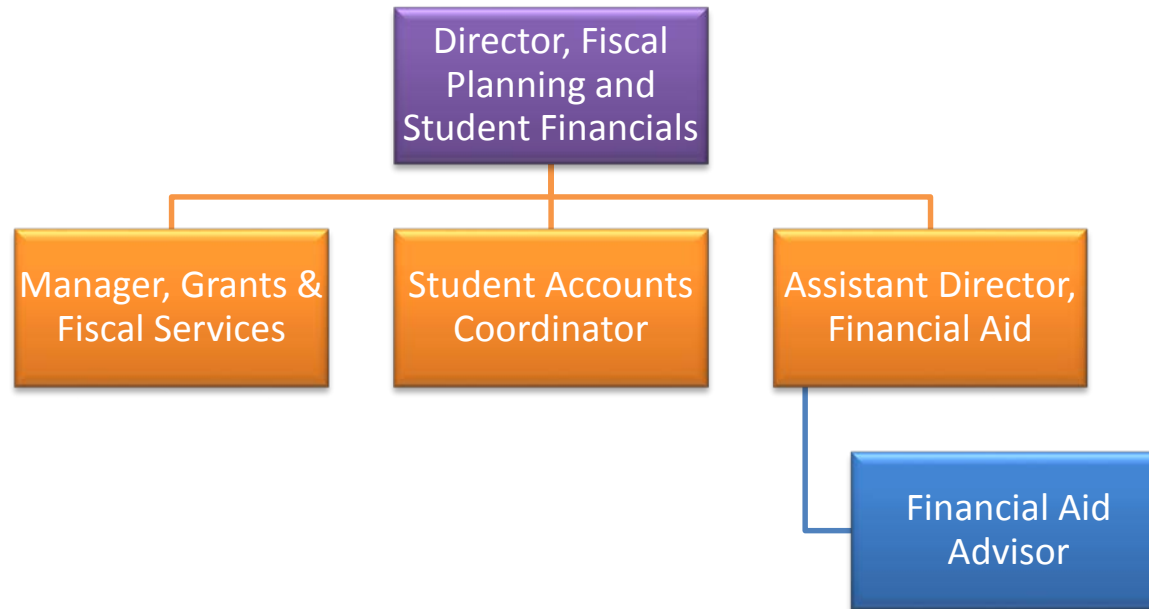 Director, Fiscal
Planning and
Student Financials
Manager, Grants &
Fiscal Services
Student Accounts
Coordinator
Assistant Director,
Financial Aid
Financial Aid
Advisor